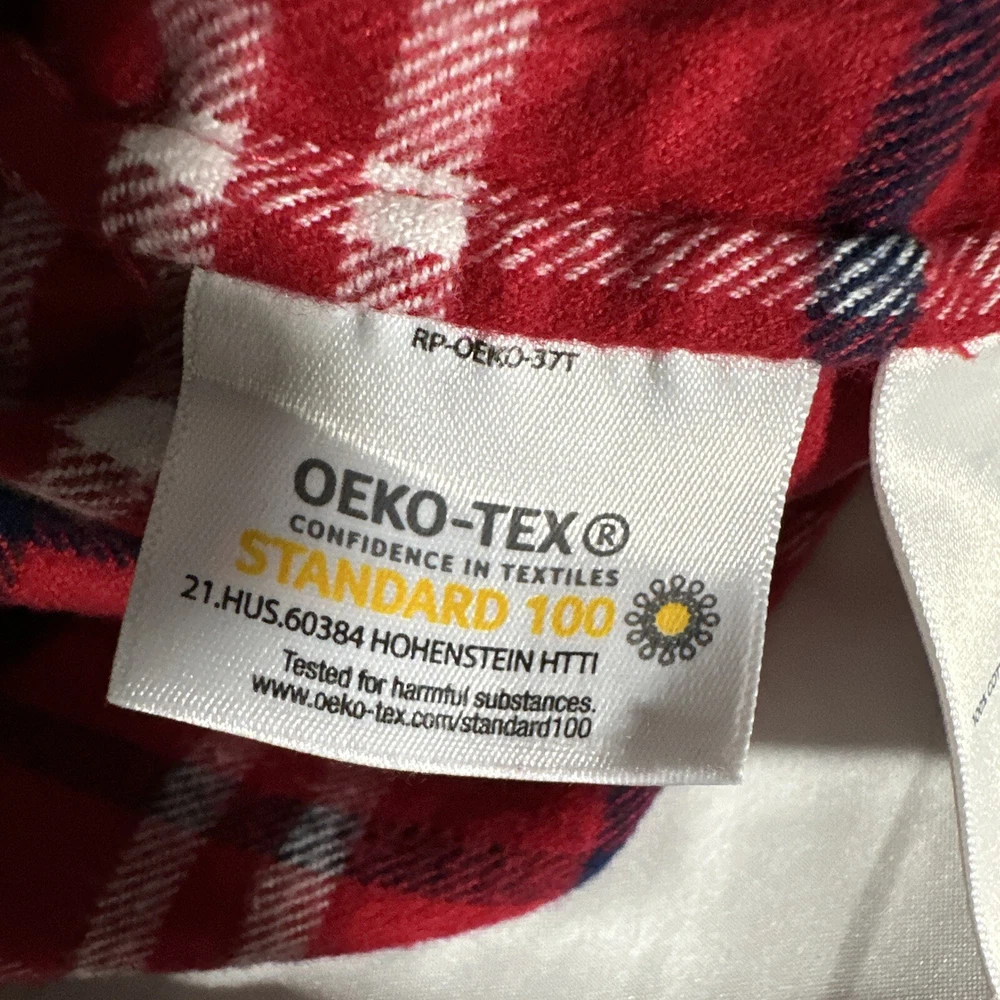 RP-OEKO-37T
OEKO-TEX®
CONFIDENCE IN TEXTILES
STANDARD 100
21.HUS.60384 HOHENSTEIN HTTI
Tested for harmful substances.
www.oeko-tex.com/standard100